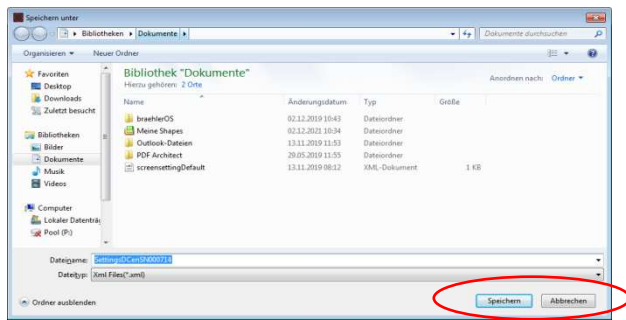 Speichern unter
Bibliotheken Dokumente
Dokumente durchsuchen
Organisieren Neuer Ordner
Favoriten
Desktop
Downloads
Zuletzt besucht
Bibliotheken
Bilder
Dokumente
Musik
Videos
Computer
Lokaler Datenträ
Pool (P:)
Bibliothek "Dokumente"
Hierzu gehören: 2 Orte
Anordnen nach: Ordner
Name Änderungsdatum Typ Größe
braehlerOS 02.12.2019 10:43 Dateiordner
Meine Shapes 02.12.2021 10:34 Dateiordner
Outlook-Dateien 13.11.2019 11:53 Dateiordner
PDF Architect 29.05.2019 11:55 Dateiordner
screensettingDefault 13.11.2019 08:12 XML-Dokument 1 KB
Dateiname: SettingsDCenSN000714
Dateityp: Xml Files(*.xml)
Ordner ausblenden
Speichern Abbrechen